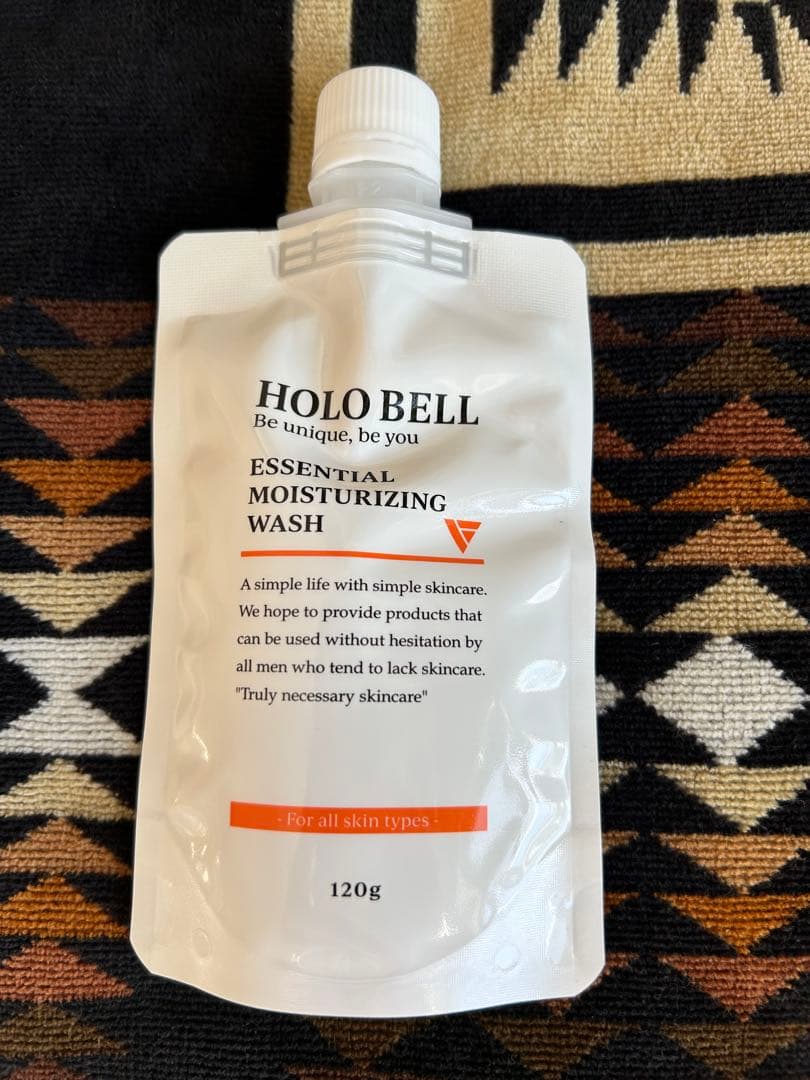 HOLO BELL
Be unique, be you
ESSENTIAL
MOISTURIZING
WASH
A simple life with simple skincare.
We hope to provide products that
can be used without hesitation by
all men who tend to lack skincare.
"Truly necessary skincare"
- For all skin types -
120g